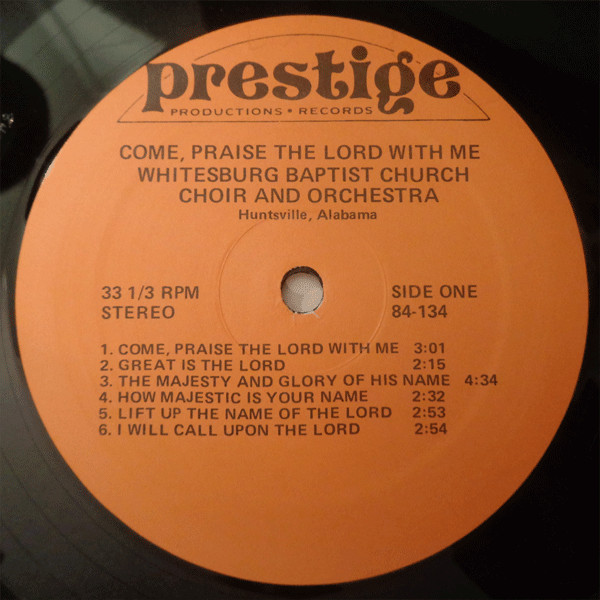 prestige
PRODUCTIONS • RECORDS
COME, PRAISE THE LORD WITH ME
WHITESBURG BAPTIST CHURCH
CHOIR AND ORCHESTRA
Huntsville, Alabama
33 1/3 RPM SIDE ONE
STEREO 84-134
1. COME, PRAISE THE LORD WITH ME 3:01
2. GREAT IS THE LORD 2:15
3. THE MAJESTY AND GLORY OF HIS NAME 4:34
4. HOW MAJESTIC IS YOUR NAME 2:32
5. LIFT UP THE NAME OF THE LORD 2:53
6. I WILL CALL UPON THE LORD 2:54